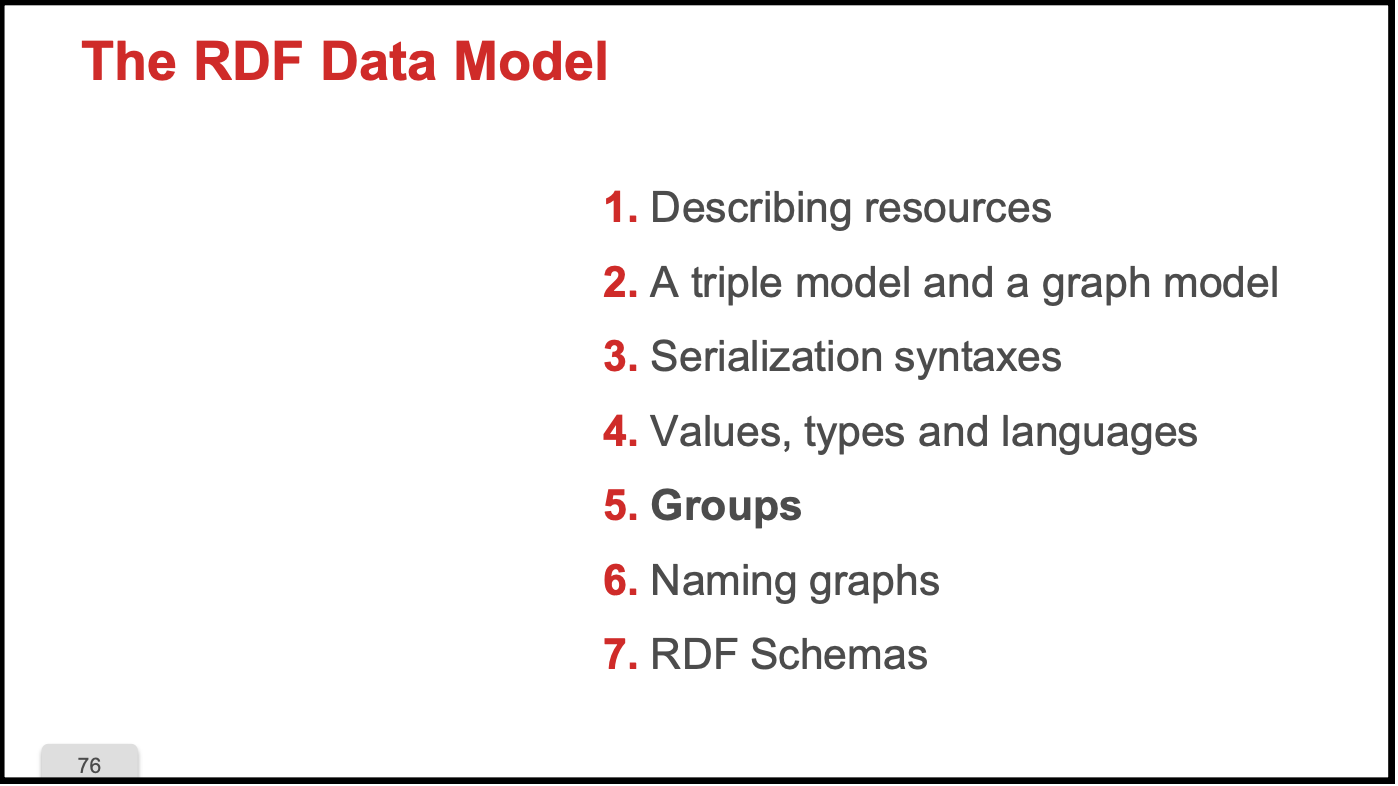 The RDF Data Model
1. Describing resources
2. A triple model and a graph model
3. Serialization syntaxes
4. Values, types and languages
5. Groups
6. Naming graphs
7. RDF Schemas
76